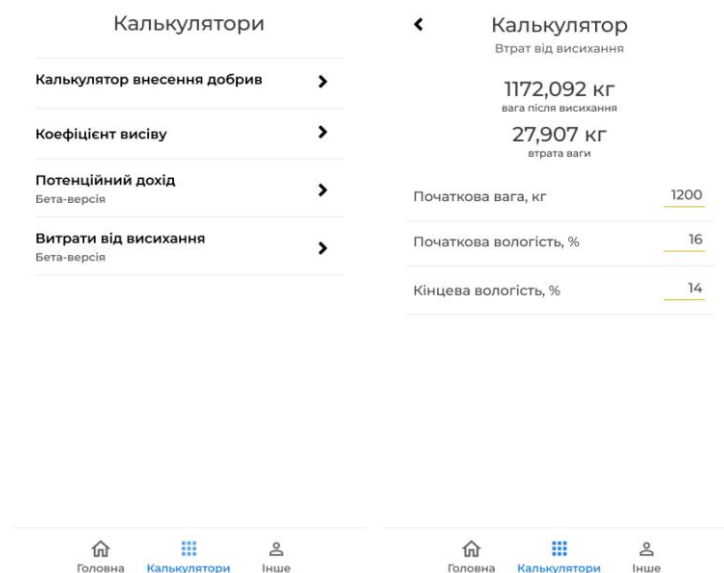 Калькулятори
Калькулятор внесення добрив
Коефіцієнт висіву
Потенційний дохід
Бета-версія
Витрати від висихання
Бета-версія
Головна
Калькулятори
Інше
Калькулятор
Втрат від висихання
1172,092 кг
вага після висихання
27,907 кг
втрата ваги
Початкова вага, кг 1200
Початкова вологість, % 16
Кінцева вологість, % 14
Головна
Калькулятори
Інше